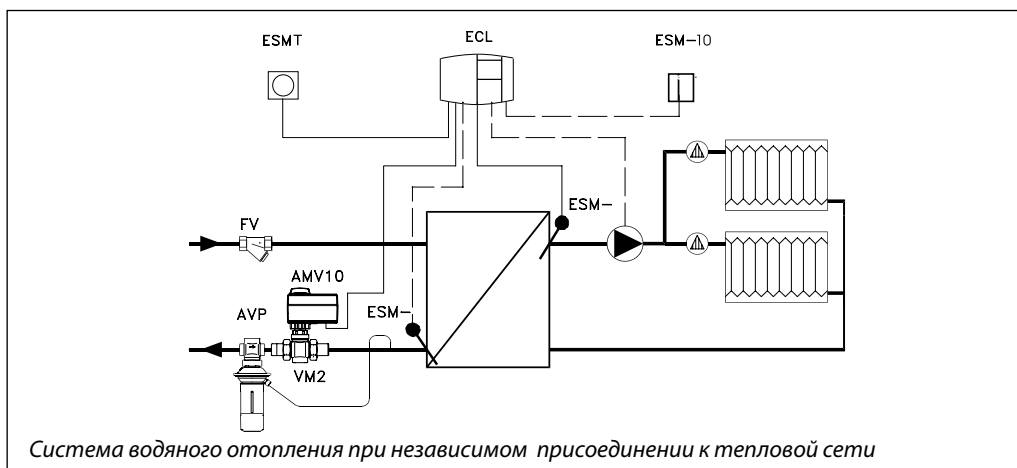 ESMT
ECL
ESM-10
ESM-
FV
AMV10
AVP
ESM-
VM2
Система водяного отопления при независимом присоединении к тепловой сети